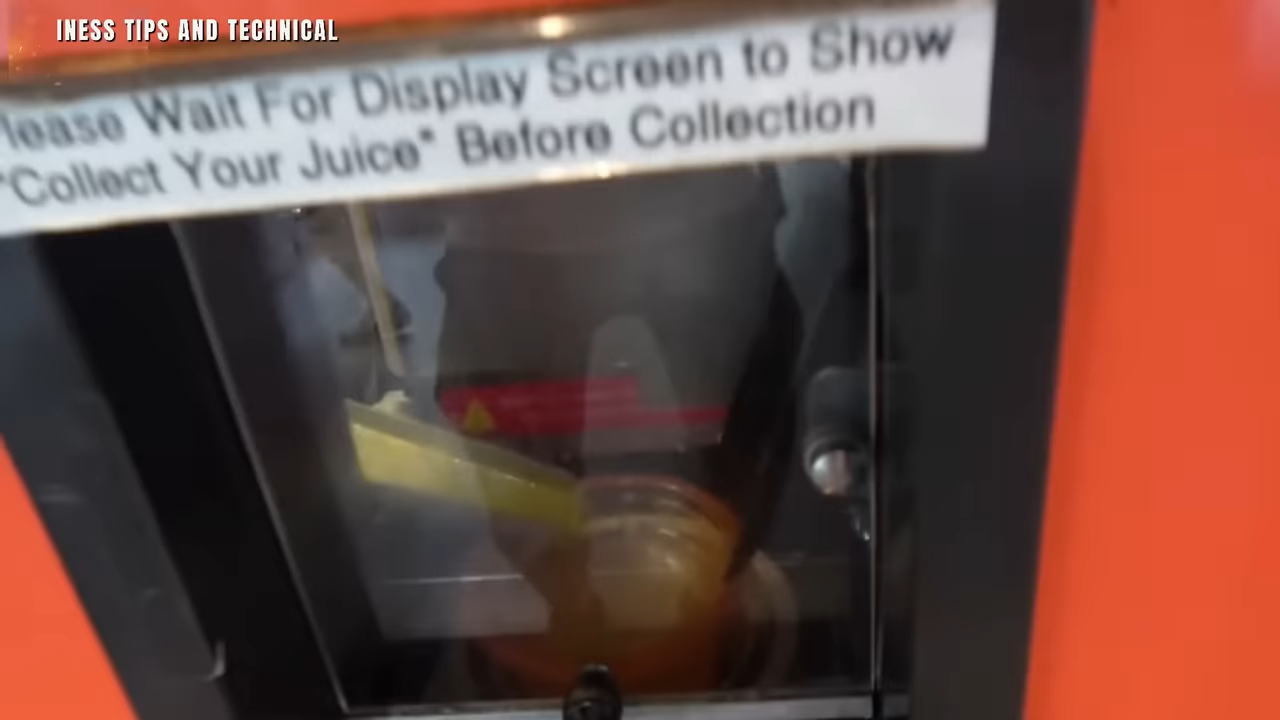 INESS TIPS AND TECHNICAL
lease Wait For Display Screen to Show
"Collect Your Juice" Before Collection